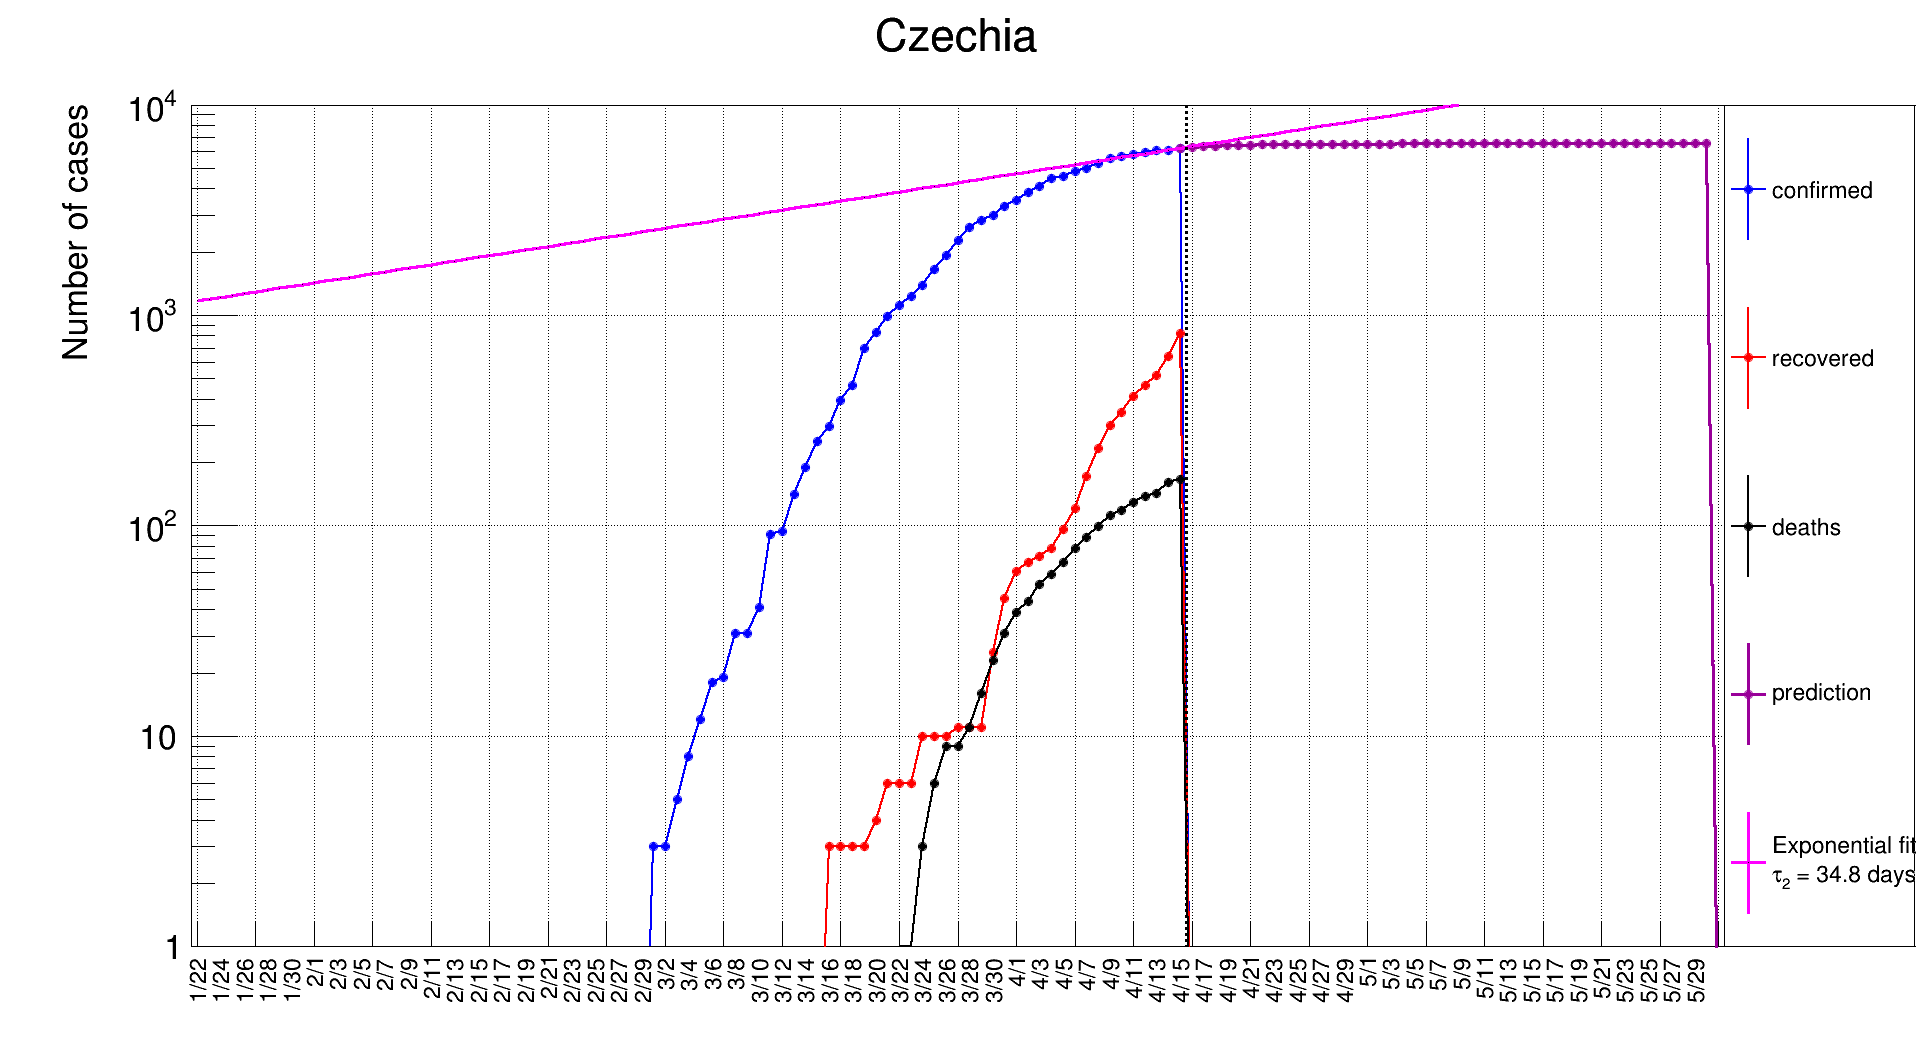 Czechia
Number of cases
10^4
10^3
10^2
10
1
1/22 1/24 1/26 1/28 1/30 2/1 2/3 2/5 2/7 2/9 2/11 2/13 2/15 2/17 2/19 2/21 2/23 2/25 2/27 2/29 3/2 3/4 3/6 3/8 3/10 3/12 3/14 3/16 3/18 3/20 3/22 3/24 3/26 3/28 3/30 4/1 4/3 4/5 4/7 4/9 4/11 4/13 4/15 4/17 4/19 4/21 4/23 4/25 4/27 4/29 5/1 5/3 5/5 5/7 5/9 5/11 5/13 5/15 5/17 5/19 5/21 5/23 5/25 5/27 5/29
confirmed
recovered
deaths
prediction
Exponential fit
τ₂ = 34.8 days